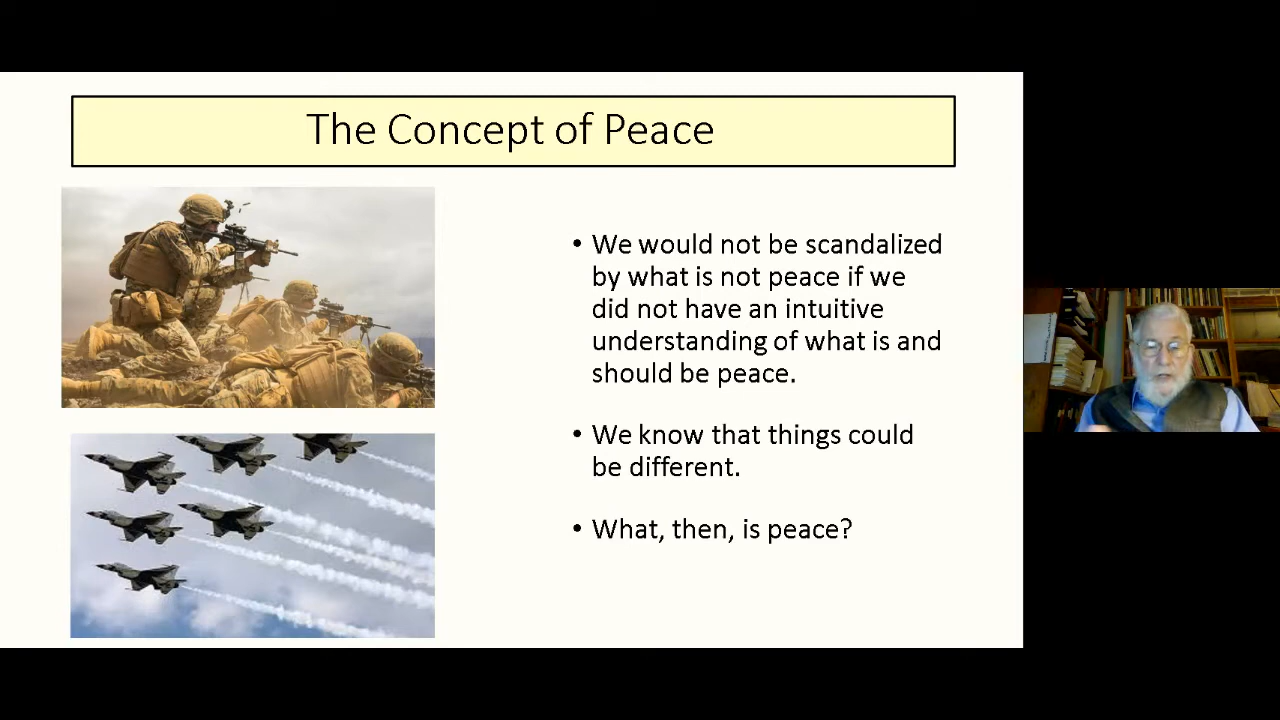 The Concept of Peace
• We would not be scandalized
by what is not peace if we
did not have an intuitive
understanding of what is and
should be peace.
• We know that things could
be different.
• What, then, is peace?